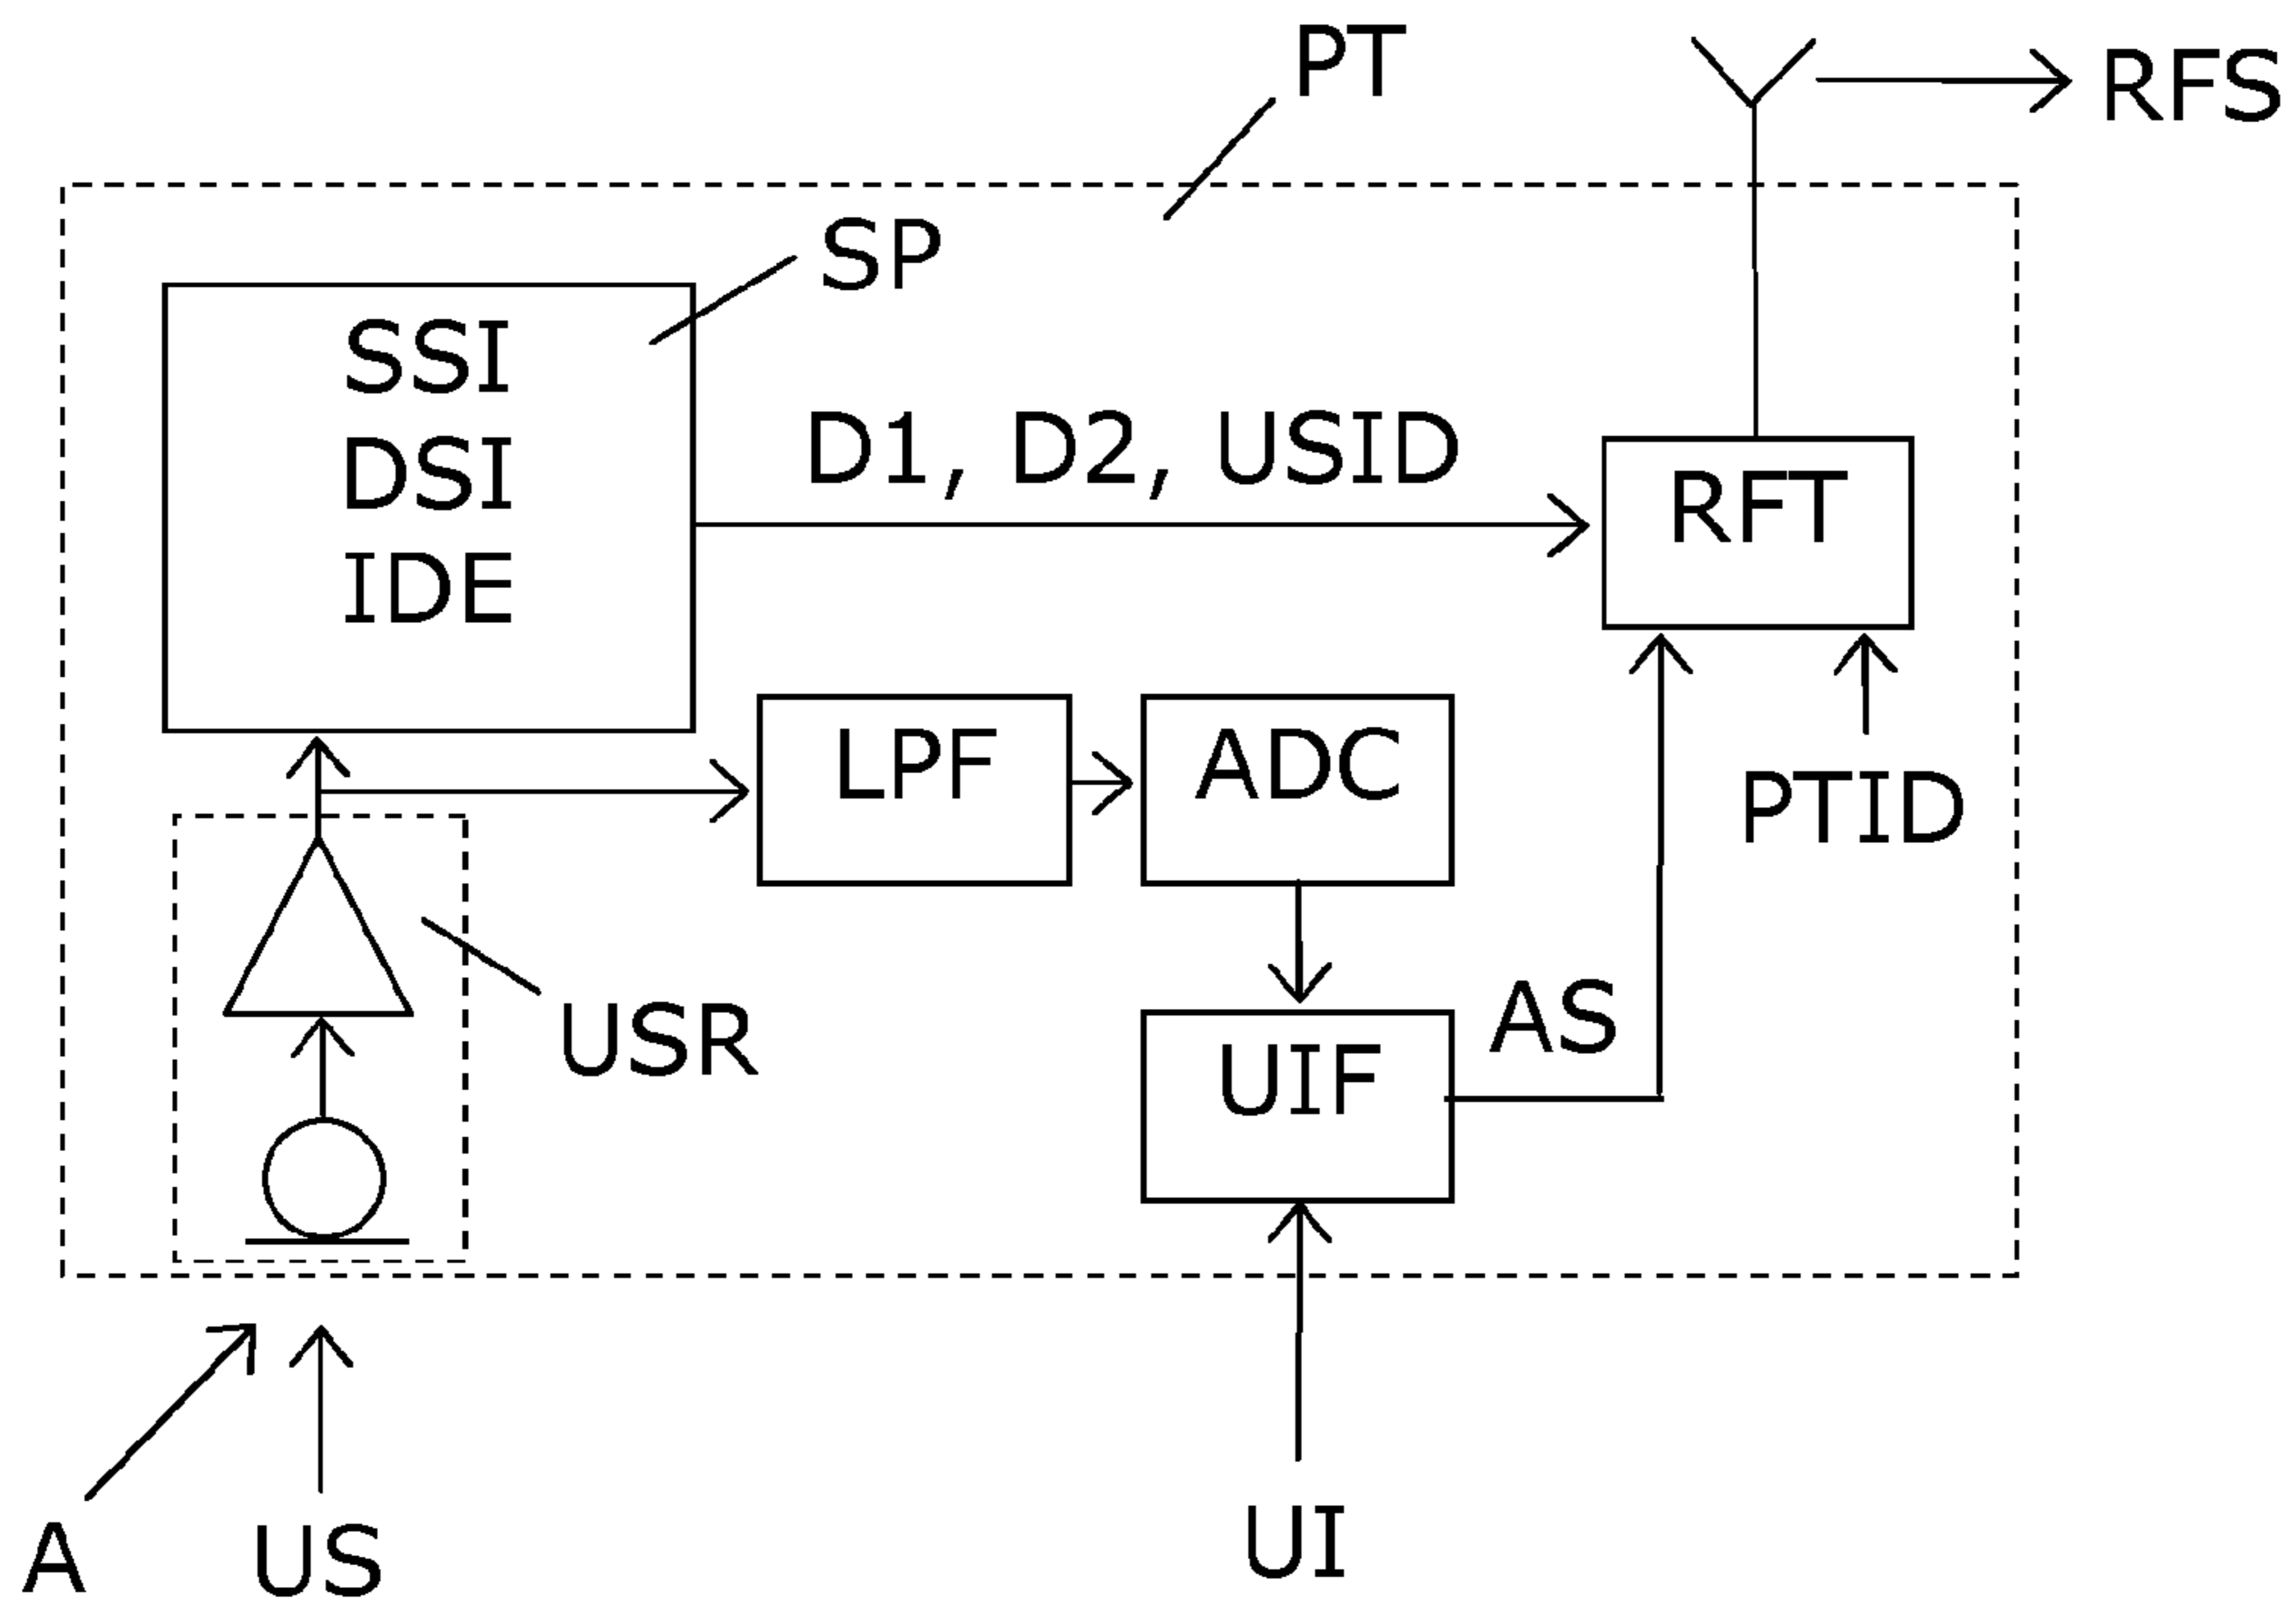 PT
RFS
SP
SSI
DSI
IDE
D1, D2, USID
RFT
LPF
ADC
PTID
USR
UIF
AS
A
US
UI